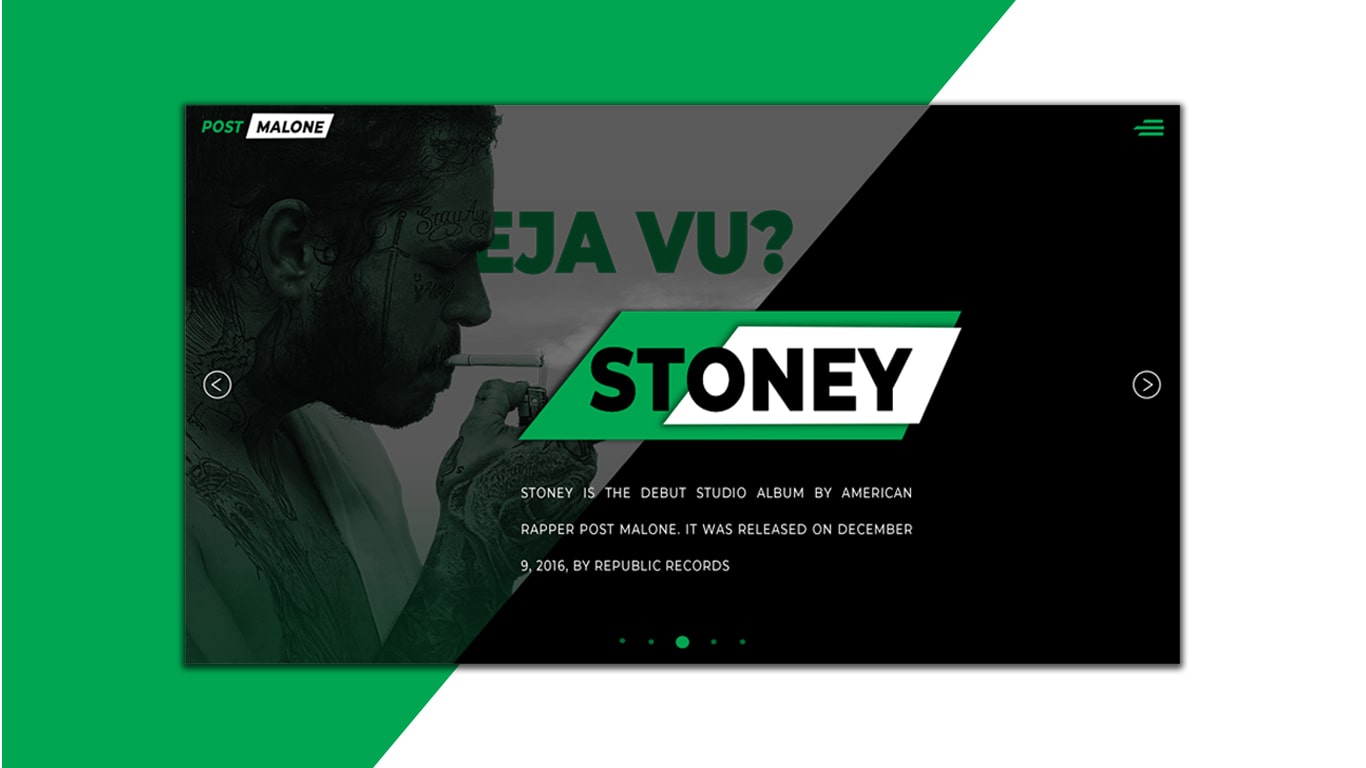 POST MALONE
EJA VU?
STONEY
STONEY IS THE DEBUT STUDIO ALBUM BY AMERICAN
RAPPER POST MALONE. IT WAS RELEASED ON DECEMBER
9, 2016, BY REPUBLIC RECORDS